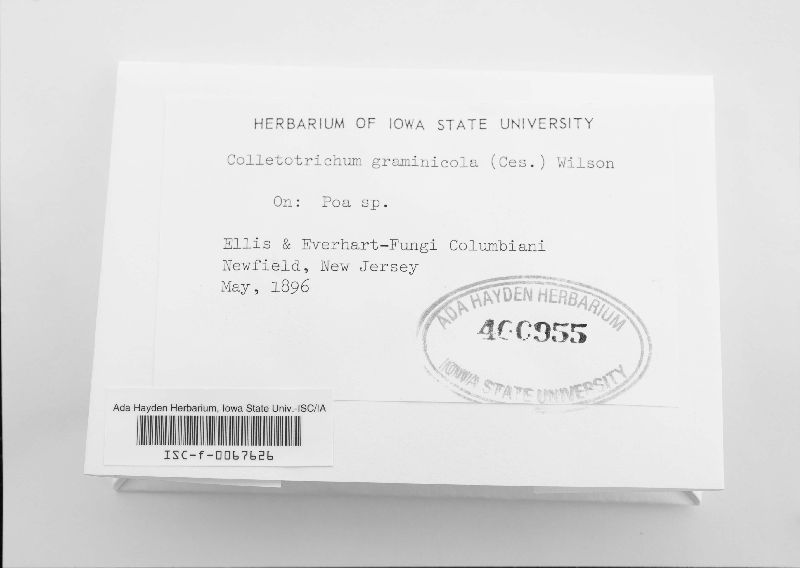 HERBARIUM OF IOWA STATE UNIVERSITY
Colletotrichum graminicola (Ces.) Wilson
On: Poa sp.
Ellis & Everhart-Fungi Columbiani
Newfield, New Jersey
May, 1896
ADA HAYDEN HERBARIUM
400955
IOWA STATE UNIVERSITY
Ada Hayden Herbarium, Iowa State Univ.-ISC/IA
ISC-f-0067626